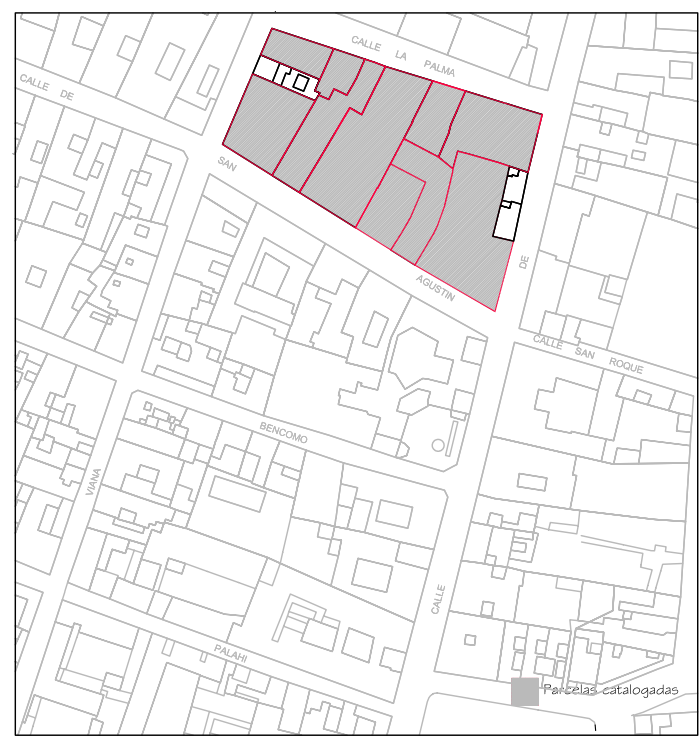 CALLE LA PALMA
CALLE DE
SAN
AGUSTIN
DE
CALLE SAN ROQUE
BENCOMO
VIANA
CALLE
PALAHI
Parcelas catalogadas